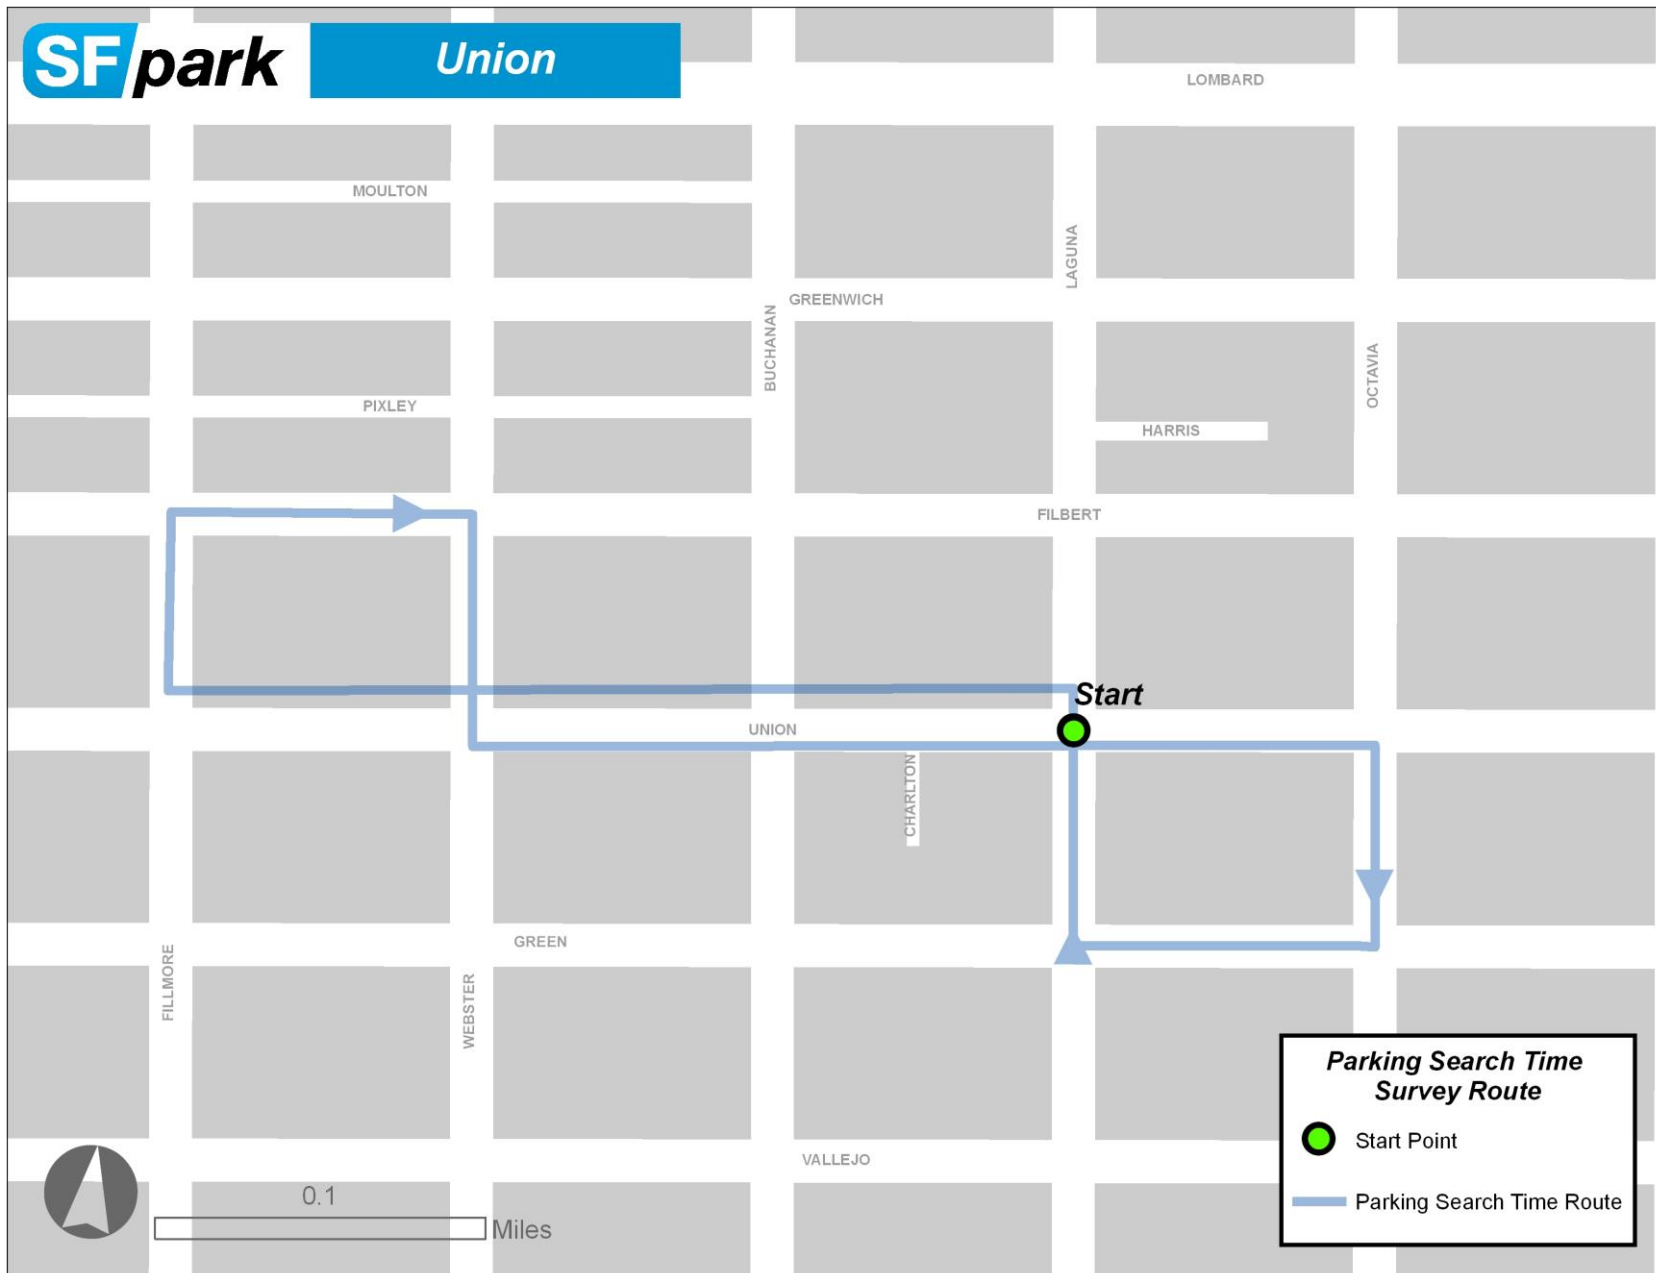 SFpark
Union
LOMBARD
MOULTON
LAGUNA
GREENWICH
BUCHANAN
OCTAVIA
PIXLEY
HARRIS
FILBERT
Start
UNION
CHARLTON
GREEN
FILLMORE
WEBSTER
Parking Search Time
Survey Route
Start Point
VALLEJO
0.1
Parking Search Time Route
Miles